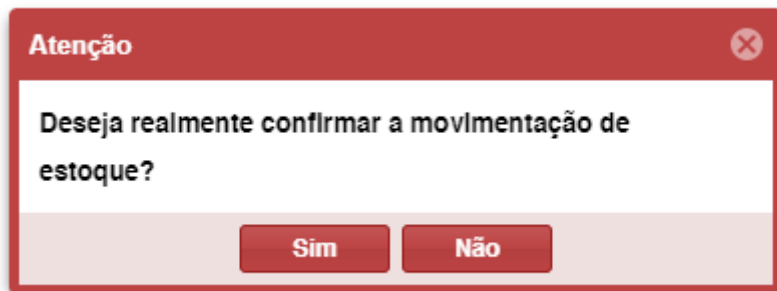 Atenção
Deseja realmente confirmar a movimentação de
estoque?
Sim Não